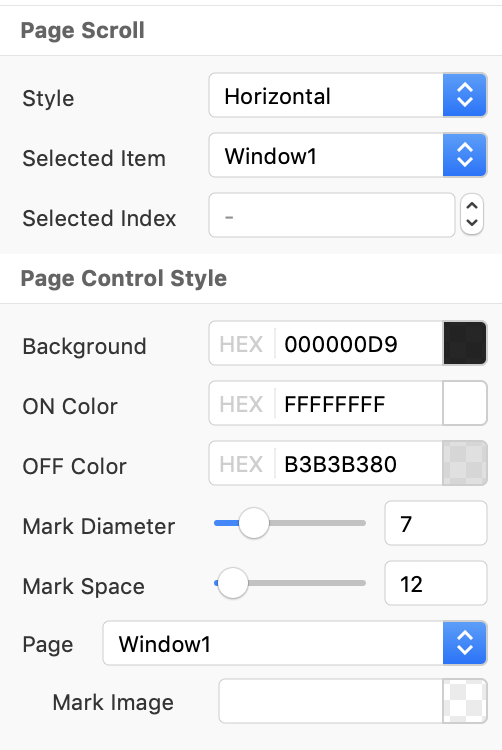 Page Scroll
Style Horizontal
Selected Item Window1
Selected Index -
Page Control Style
Background HEX 000000D9
ON Color HEX FFFFFFFF
OFF Color HEX B3B3B380
Mark Diameter 7
Mark Space 12
Page Window1
Mark Image